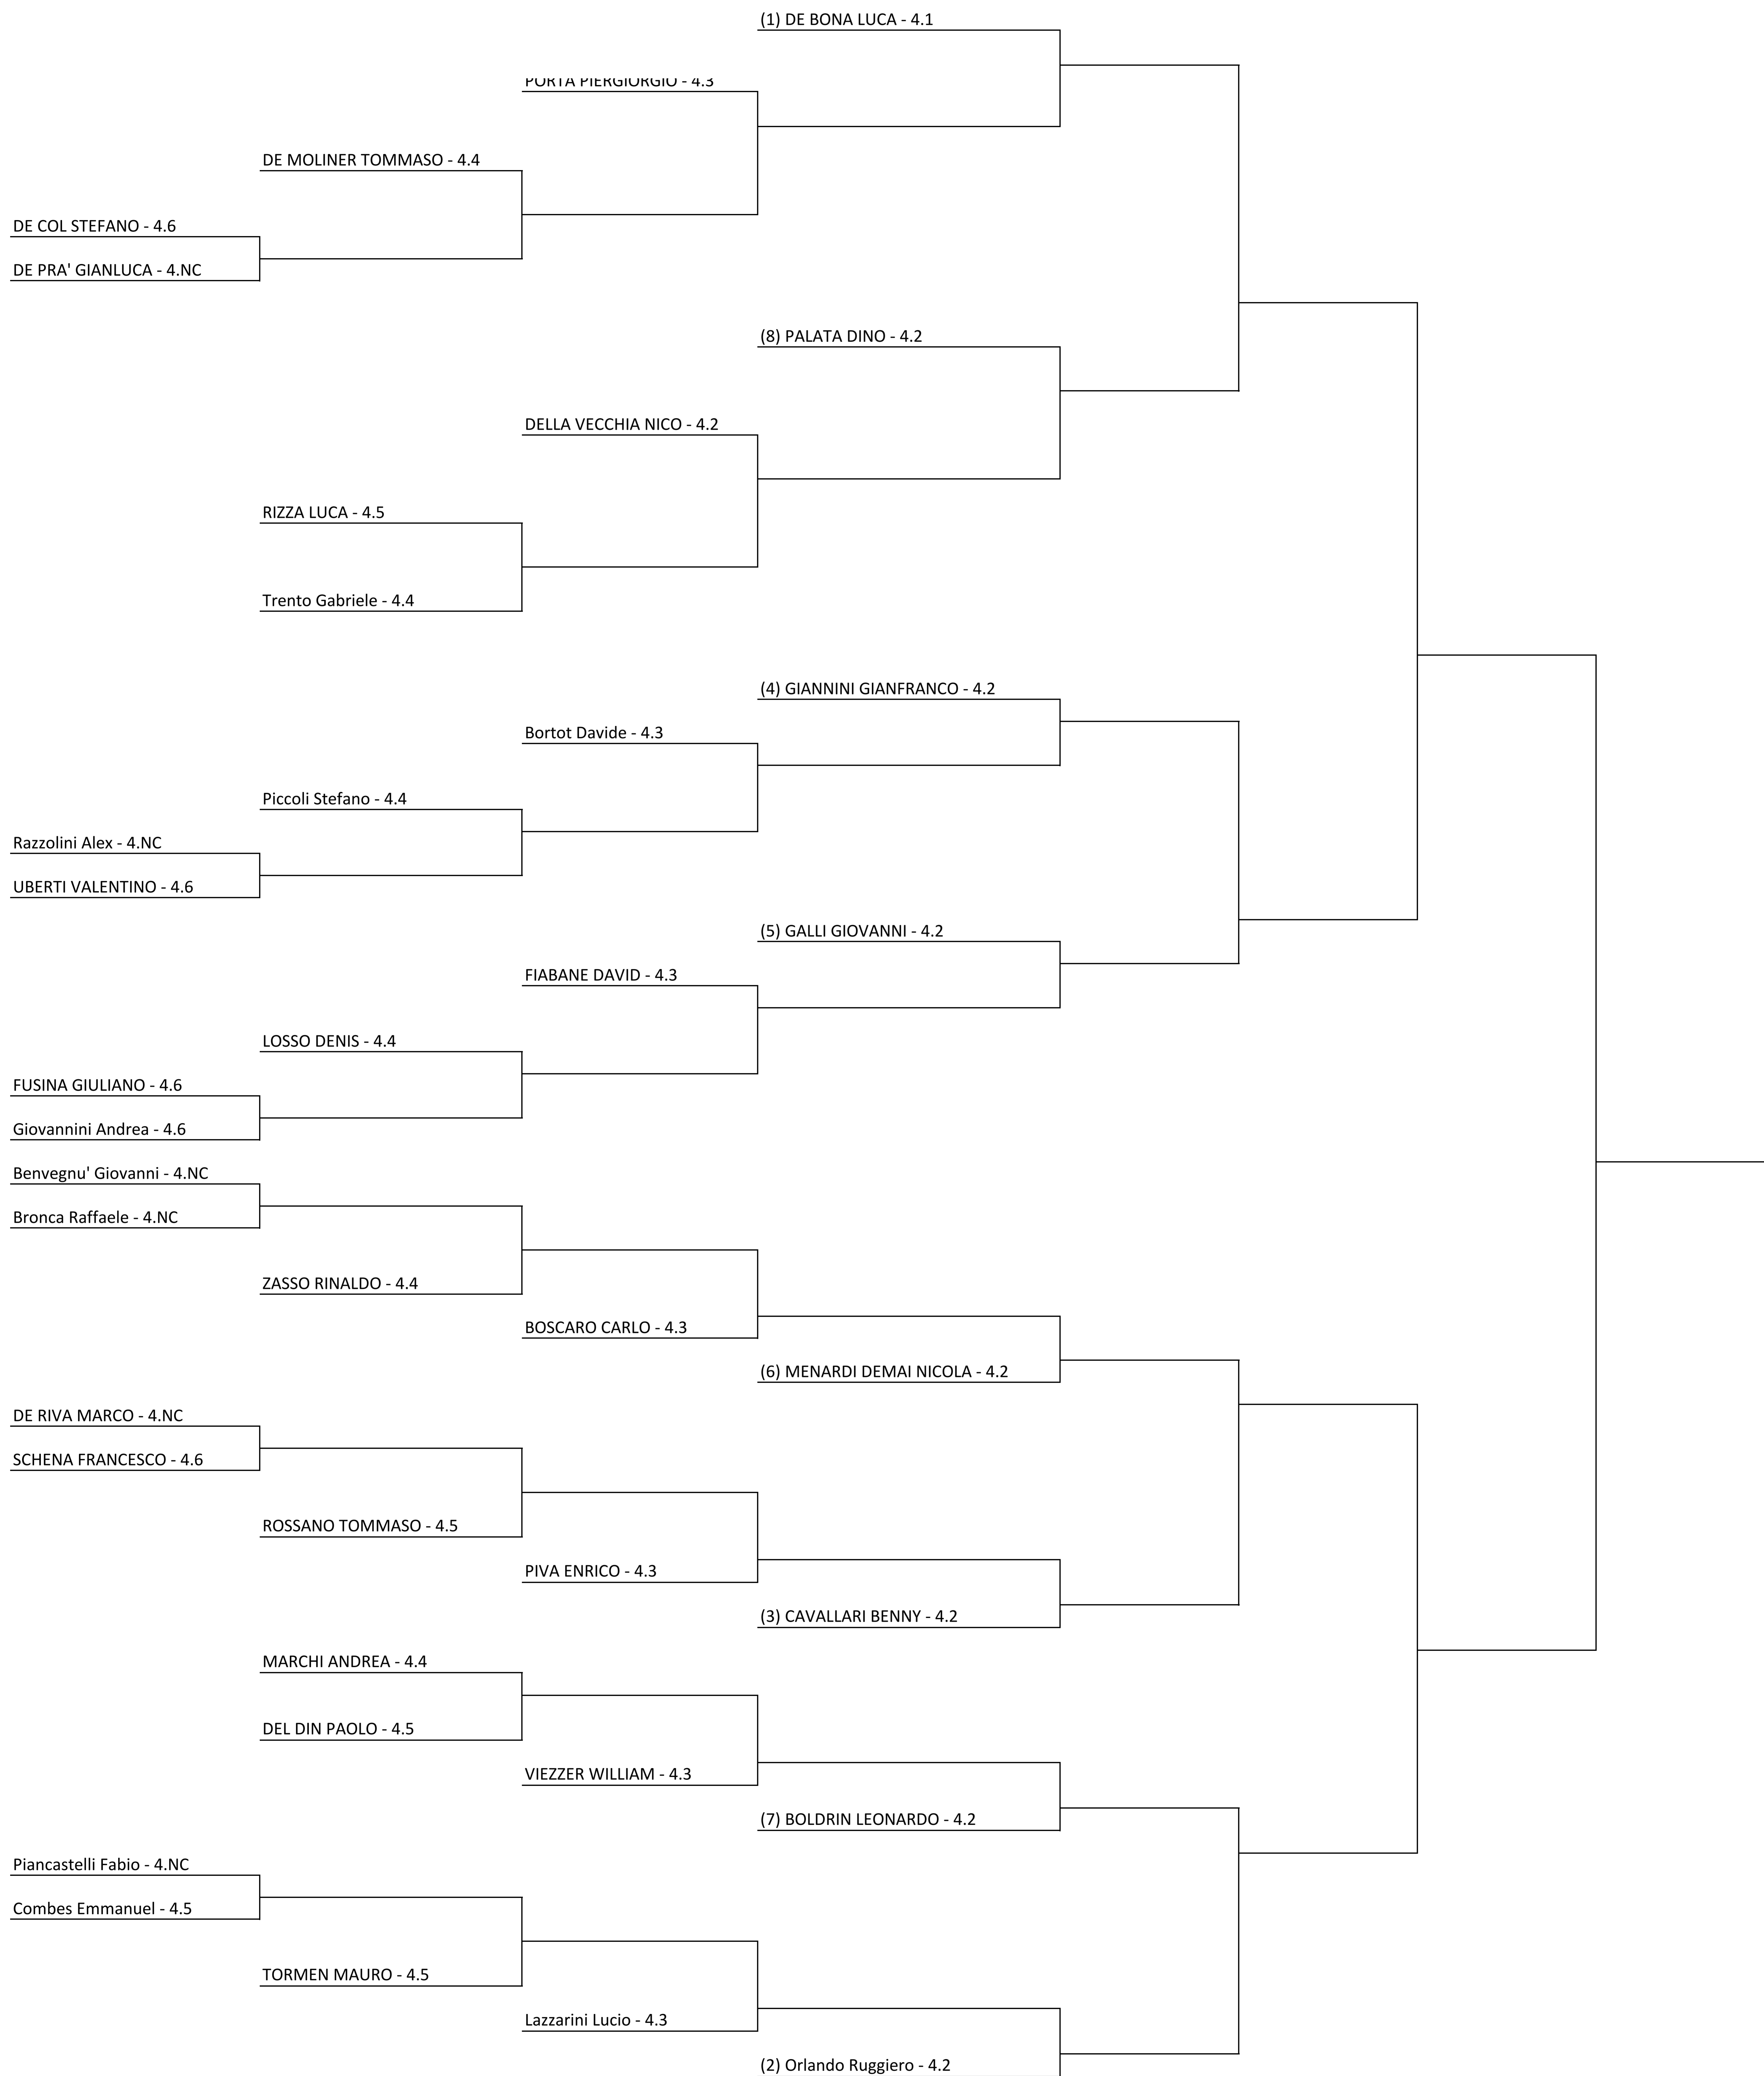 (1) DE BONA LUCA - 4.1
PORTA PIERGIORGIO - 4.3
DE MOLINER TOMMASO - 4.4
DE COL STEFANO - 4.6
DE PRA' GIANLUCA - 4.NC
(8) PALATA DINO - 4.2
DELLA VECCHIA NICO - 4.2
RIZZA LUCA - 4.5
Trento Gabriele - 4.4
(4) GIANNINI GIANFRANCO - 4.2
Bortot Davide - 4.3
Piccoli Stefano - 4.4
Razzolini Alex - 4.NC
UBERTI VALENTINO - 4.6
(5) GALLI GIOVANNI - 4.2
FIABANE DAVID - 4.3
LOSSO DENIS - 4.4
FUSINA GIULIANO - 4.6
Giovannini Andrea - 4.6
Benvegnu' Giovanni - 4.NC
Bronca Raffaele - 4.NC
ZASSO RINALDO - 4.4
BOSCARO CARLO - 4.3
(6) MENARDI DEMAI NICOLA - 4.2
DE RIVA MARCO - 4.NC
SCHENA FRANCESCO - 4.6
ROSSANO TOMMASO - 4.5
PIVA ENRICO - 4.3
(3) CAVALLARI BENNY - 4.2
MARCHI ANDREA - 4.4
DEL DIN PAOLO - 4.5
VIEZZER WILLIAM - 4.3
(7) BOLDRIN LEONARDO - 4.2
Piancastelli Fabio - 4.NC
Combes Emmanuel - 4.5
TORMEN MAURO - 4.5
Lazzarini Lucio - 4.3
(2) Orlando Ruggiero - 4.2